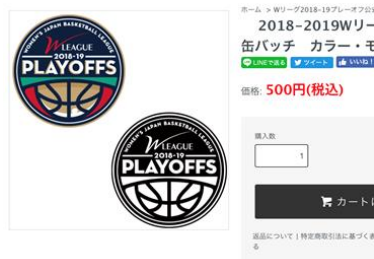 ホーム > Wリーグ2018-19プレーオフ公
2018-2019Wリー
缶バッチ カラー・モ
LINEで送る ツイート いいね!
価格: 500円(税込)
WOMEN'S JAPAN BASKETBALL LEAGUE
W LEAGUE
2018-19
PLAYOFFS
WOMEN'S JAPAN BASKETBALL LEAGUE
W LEAGUE
2018-19
PLAYOFFS
購入数
1
カート
返品について | 特定商取引法に基づく表
る